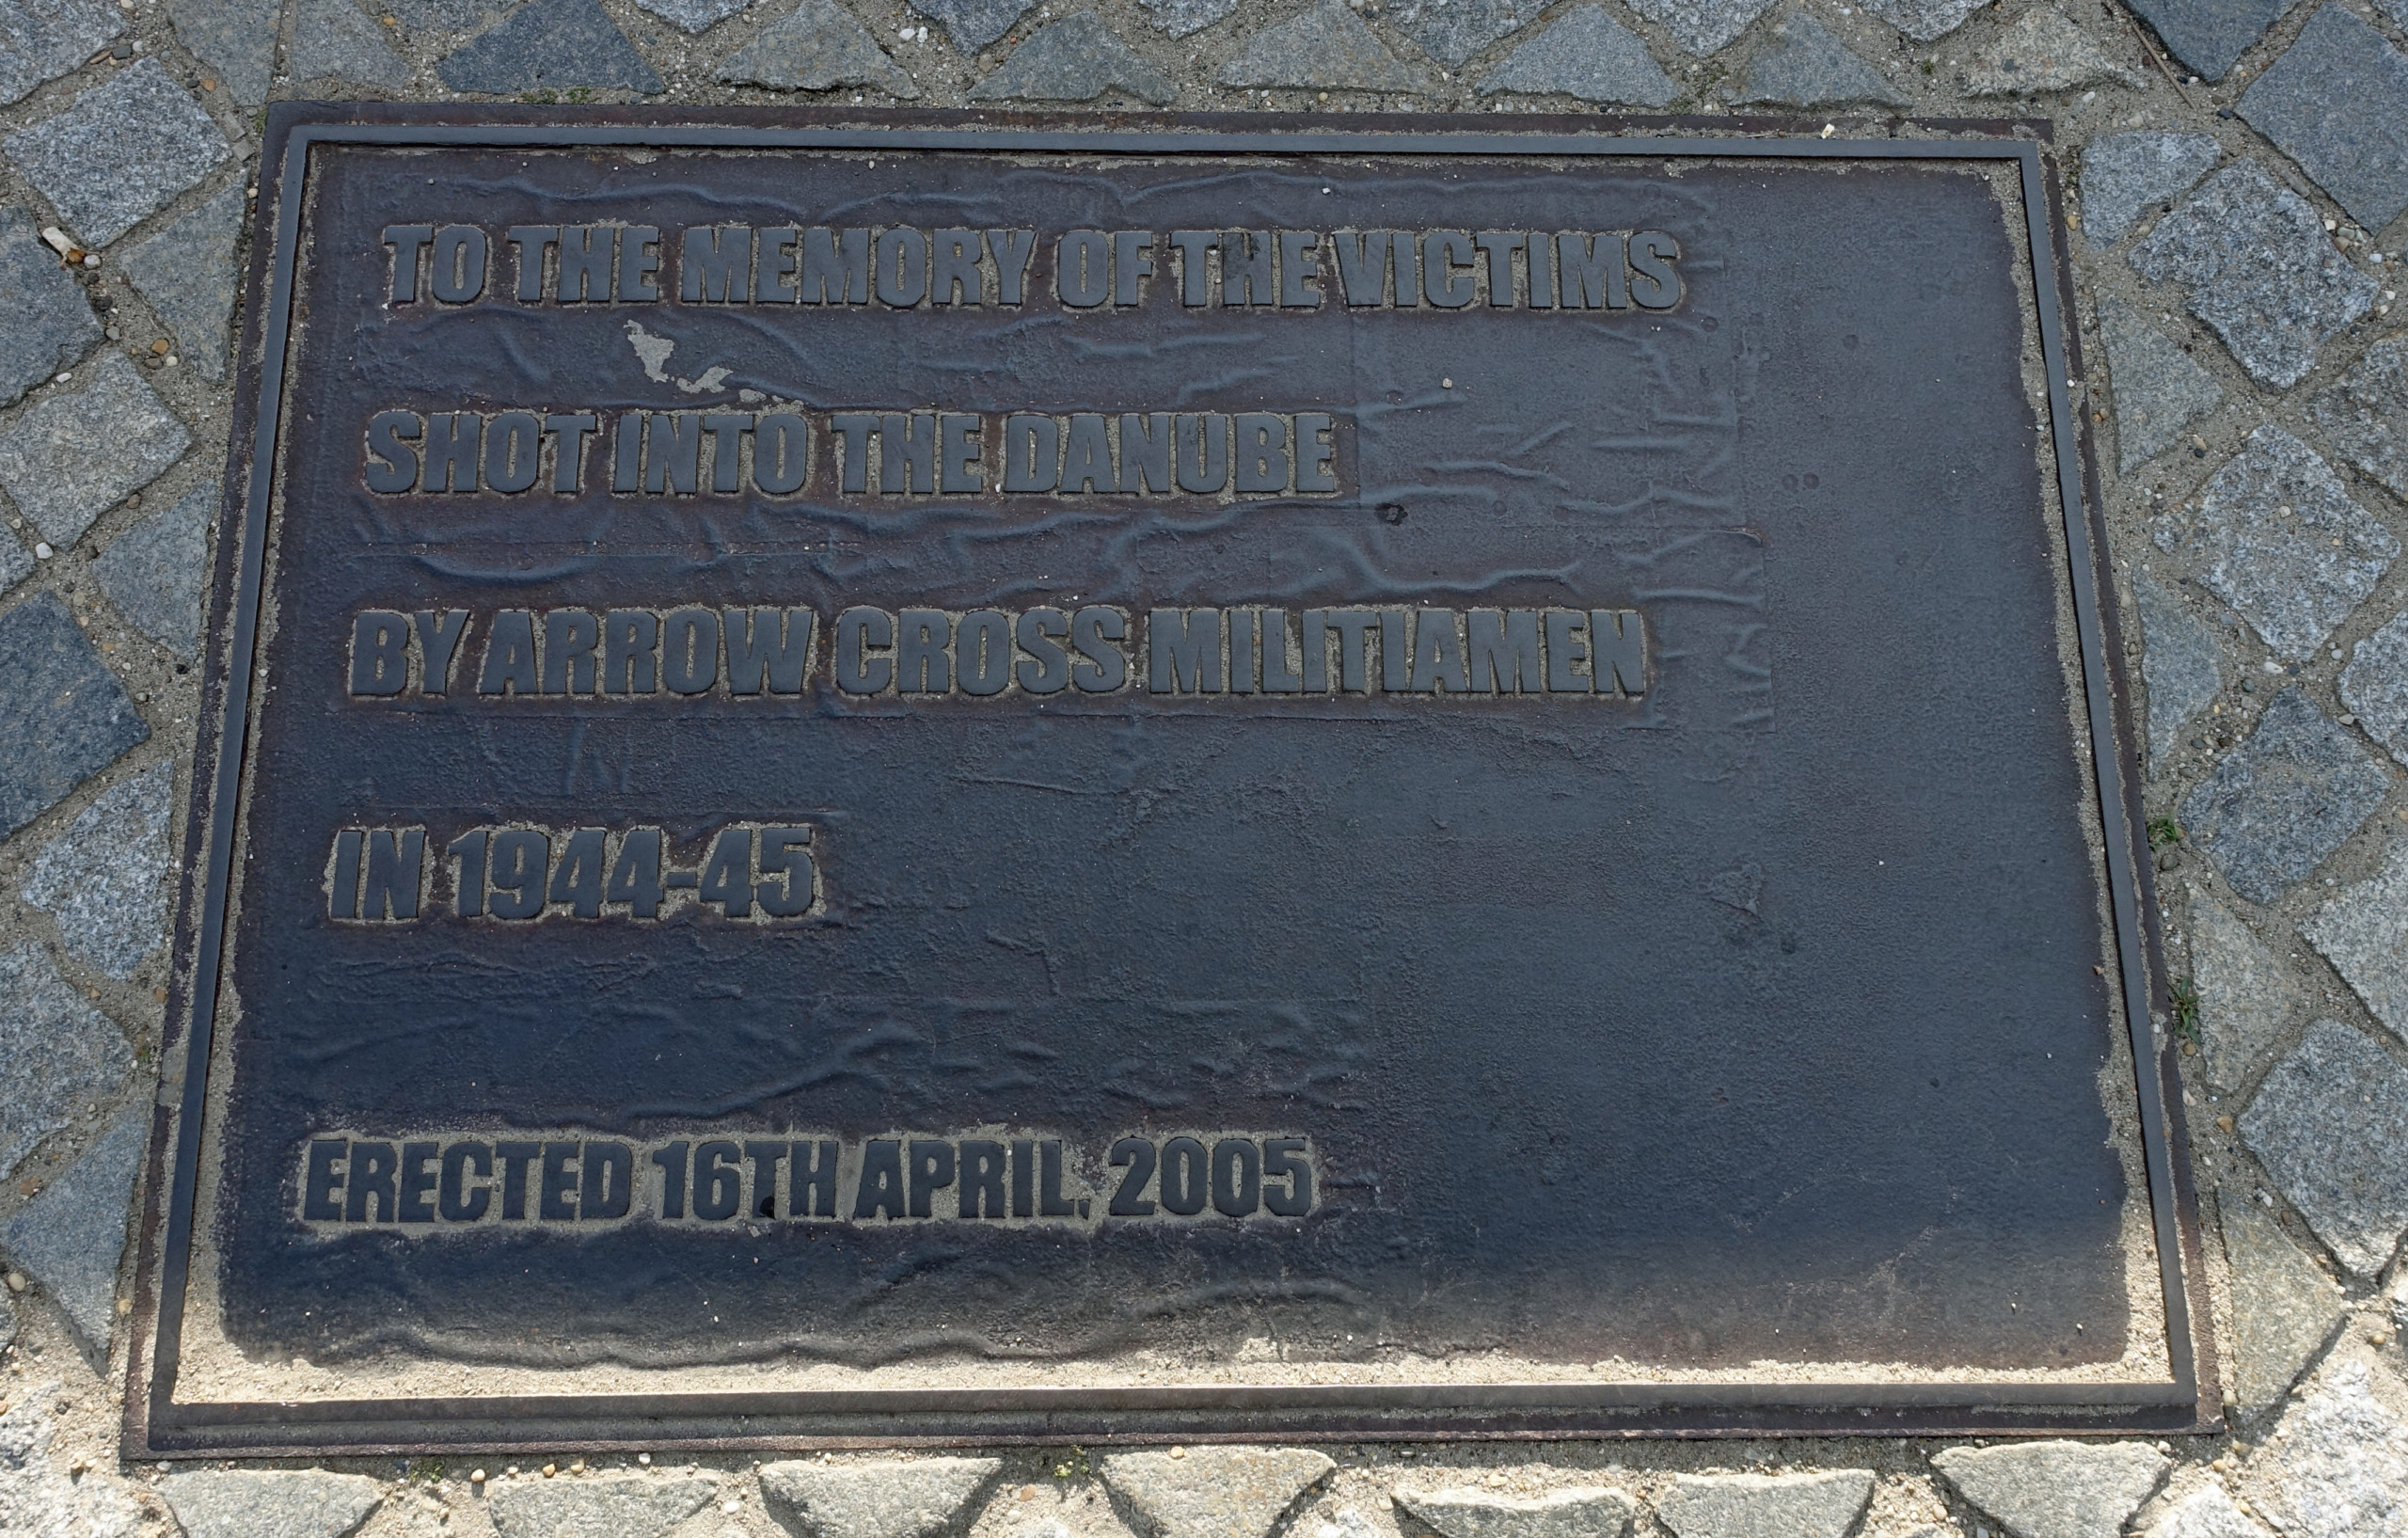 TO THE MEMORY OF THE VICTIMS
SHOT INTO THE DANUBE
BY ARROW CROSS MILITIAMEN
IN 1944-45
ERECTED 16TH APRIL, 2005